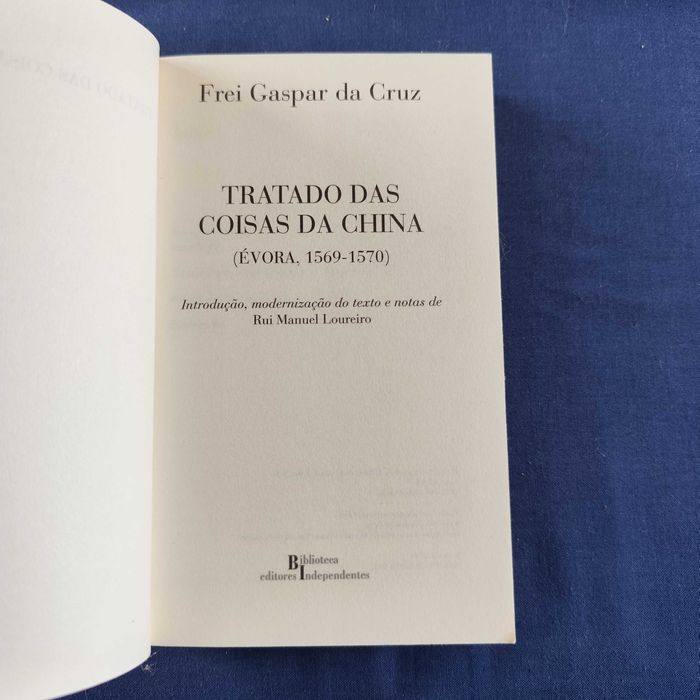 Frei Gaspar da Cruz
TRATADO DAS
COISAS DA CHINA
(ÉVORA, 1569-1570)
Introdução, modernização do texto e notas de
Rui Manuel Loureiro
Biblioteca
editores Independentes